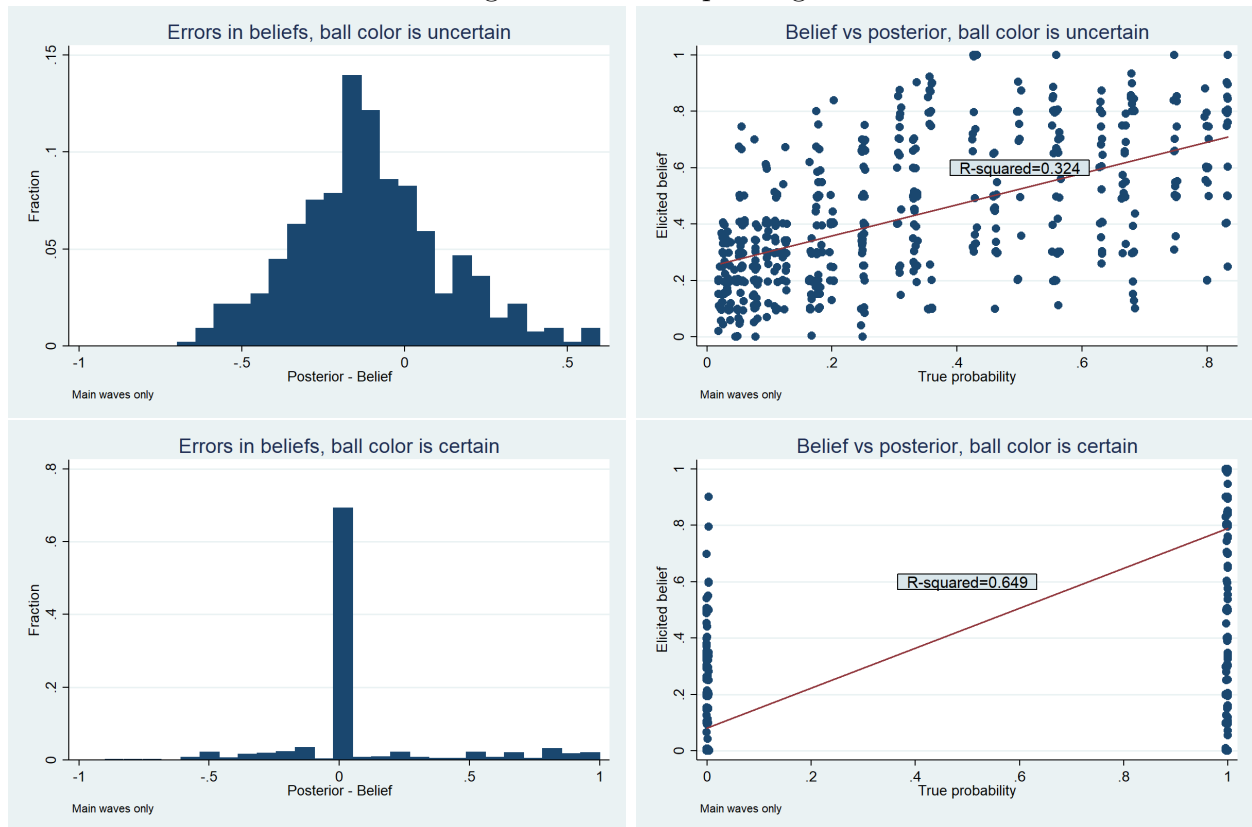 Errors in beliefs, ball color is uncertain
.15
.1
.05
0
Fraction
-1
-.5
0
.5
Posterior - Belief
Main waves only
Belief vs posterior, ball color is uncertain
1
.8
.6
.4
.2
0
Elicited belief
R-squared=0.324
0
.2
.4
.6
.8
True probability
Main waves only
Errors in beliefs, ball color is certain
.8
.6
.4
.2
0
Fraction
-1
-.5
0
.5
1
Posterior - Belief
Main waves only
Belief vs posterior, ball color is certain
1
.8
.6
.4
.2
0
Elicited belief
R-squared=0.649
0
.2
.4
.6
.8
1
True probability
Main waves only